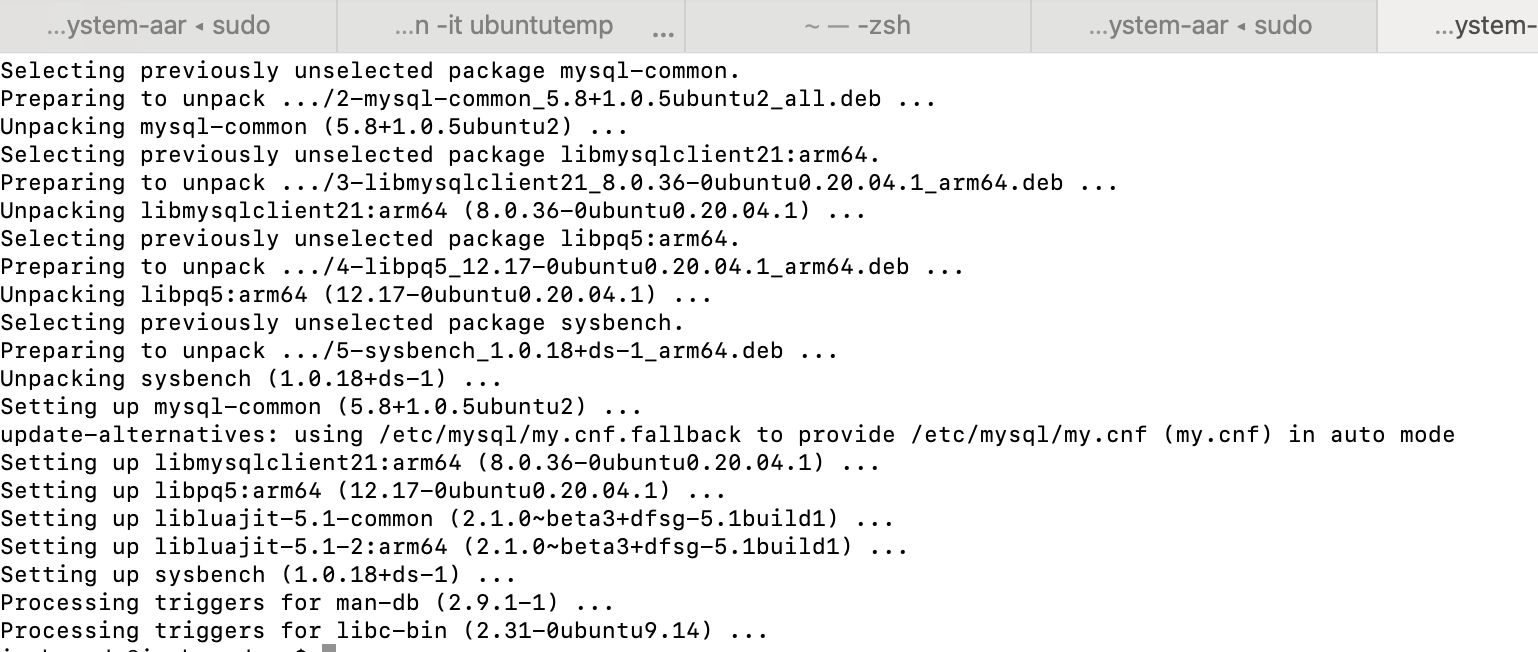 ...ystem-aar ◂ sudo
...n -it ubuntutemp ...
~ — -zsh
...ystem-aar ◂ sudo
...ystem-
Selecting previously unselected package mysql-common.
Preparing to unpack .../2-mysql-common_5.8+1.0.5ubuntu2_all.deb ...
Unpacking mysql-common (5.8+1.0.5ubuntu2) ...
Selecting previously unselected package libmysqlclient21:arm64.
Preparing to unpack .../3-libmysqlclient21_8.0.36-0ubuntu0.20.04.1_arm64.deb ...
Unpacking libmysqlclient21:arm64 (8.0.36-0ubuntu0.20.04.1) ...
Selecting previously unselected package libpq5:arm64.
Preparing to unpack .../4-libpq5_12.17-0ubuntu0.20.04.1_arm64.deb ...
Unpacking libpq5:arm64 (12.17-0ubuntu0.20.04.1) ...
Selecting previously unselected package sysbench.
Preparing to unpack .../5-sysbench_1.0.18+ds-1_arm64.deb ...
Unpacking sysbench (1.0.18+ds-1) ...
Setting up mysql-common (5.8+1.0.5ubuntu2) ...
update-alternatives: using /etc/mysql/my.cnf.fallback to provide /etc/mysql/my.cnf (my.cnf) in auto mode
Setting up libmysqlclient21:arm64 (8.0.36-0ubuntu0.20.04.1) ...
Setting up libpq5:arm64 (12.17-0ubuntu0.20.04.1) ...
Setting up libluajit-5.1-common (2.1.0~beta3+dfsg-5.1build1) ...
Setting up libluajit-5.1-2:arm64 (2.1.0~beta3+dfsg-5.1build1) ...
Setting up sysbench (1.0.18+ds-1) ...
Processing triggers for man-db (2.9.1-1) ...
Processing triggers for libc-bin (2.31-0ubuntu9.14) ...